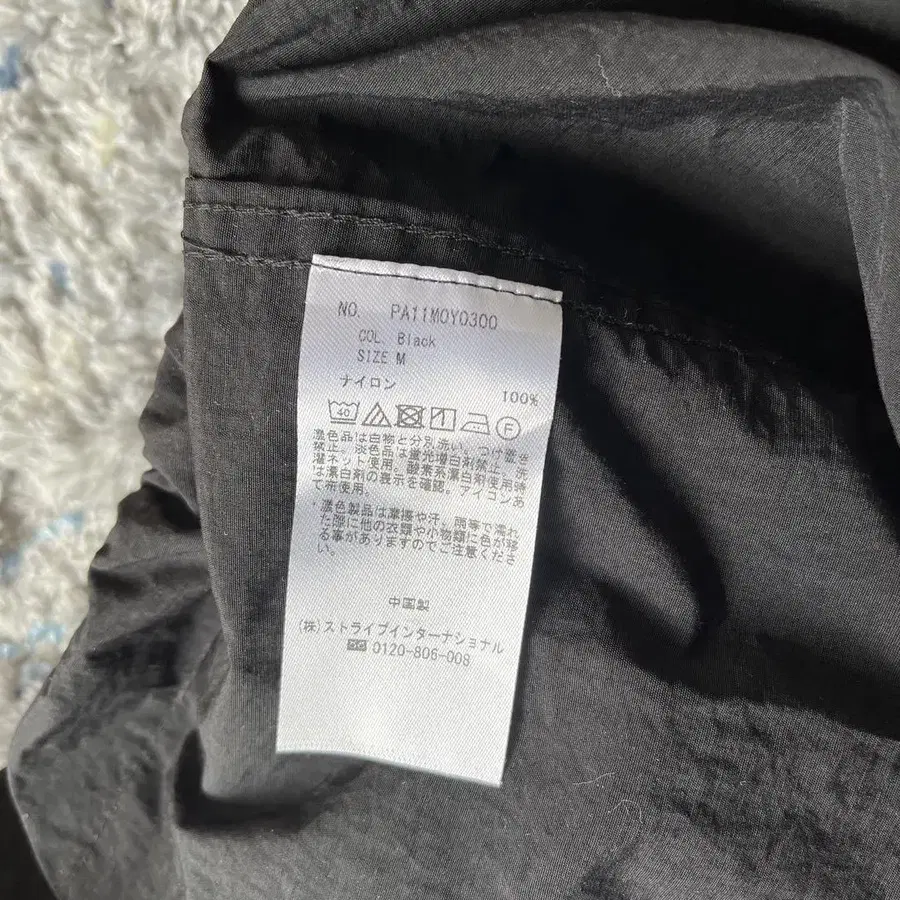 NO. PA11M0Y0300
COL. Black
SIZE M
ナイロン 100%
40
F
濃色品は白物と分別洗い。つけ置き
禁止。淡色品は蛍光増白剤禁止。洗
濯ネット使用。酸素系漂白剤使用時
は漂白剤の表示を確認。アイロンあ
て布使用。
・濃色製品は摩擦や汗、雨等で濡れ
た際に他の衣類や小物類に色が移
る事がありますのでご注意くださ
い。
中国製
(株)ストライプインターナショナル
0120-806-008